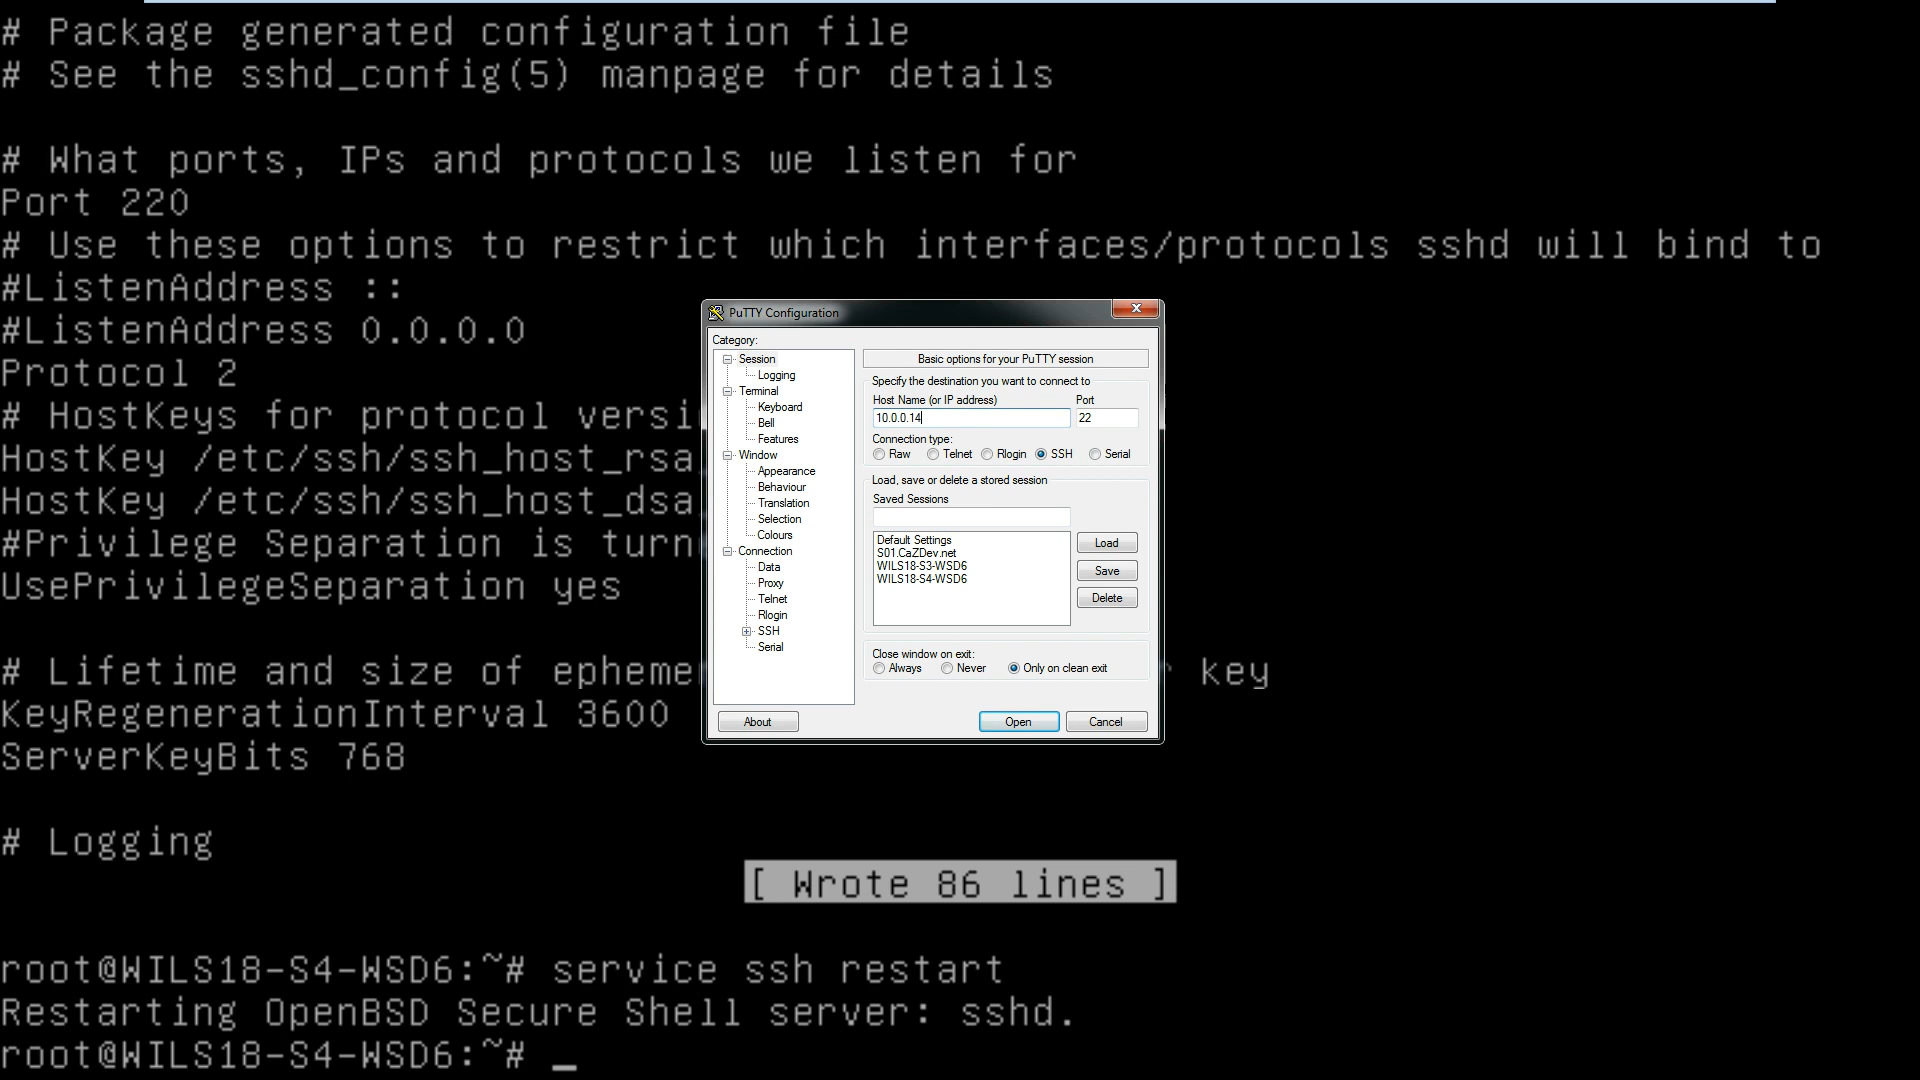 # Package generated configuration file
# See the sshd_config(5) manpage for details
# What ports, IPs and protocols we listen for
Port 220
# Use these options to restrict which interfaces/protocols sshd will bind to
#ListenAddress ::
#ListenAddress 0.0.0.0
Protocol 2
# HostKeys for protocol versi
HostKey /etc/ssh/ssh_host_rsa
HostKey /etc/ssh/ssh_host_dsa
#Privilege Separation is turn
UsePrivilegeSeparation yes
# Lifetime and size of ephemer key
KeyRegenerationInterval 3600
ServerKeyBits 768
# Logging
[ Wrote 86 lines ]
root@WILS18-S4-WSD6:~# service ssh restart
Restarting OpenBSD Secure Shell server: sshd.
root@WILS18-S4-WSD6:~# _
PuTTY Configuration
Category:
Session
Logging
Terminal
Keyboard
Bell
Features
Window
Appearance
Behaviour
Translation
Selection
Colours
Connection
Data
Proxy
Telnet
Rlogin
SSH
Serial
Basic options for your PuTTY session
Specify the destination you want to connect to
Host Name (or IP address) Port
10.0.0.14 22
Connection type:
Raw Telnet Rlogin SSH Serial
Load, save or delete a stored session
Saved Sessions
Default Settings
S01.CaZDev.net
WILS18-S3-WSD6
WILS18-S4-WSD6
Load
Save
Delete
Close window on exit:
Always Never Only on clean exit
About Open Cancel